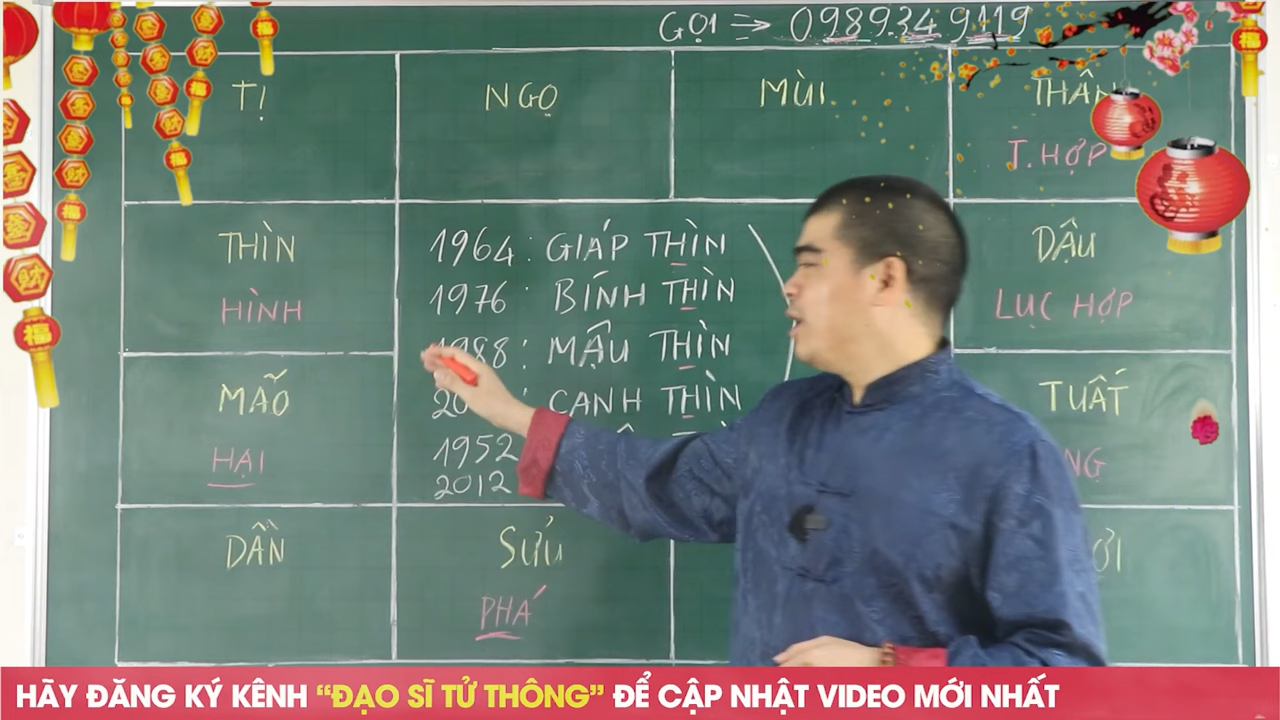 GỌI ⇒ 0989349119
TỊ
NGỌ
MÙI
THÂN
T.HỢP
THÌN
HÌNH
1964: GIÁP THÌN
1976: BÍNH THÌN
1988: MẬU THÌN
CANH THÌN
1952
2012
DẬU
LỤC HỢP
MÃO
HẠI
TUẤT
DẦN
SỬU
PHÁ
HÃY ĐĂNG KÝ KÊNH “ĐẠO SĨ TỬ THÔNG” ĐỂ CẬP NHẬT VIDEO MỚI NHẤT